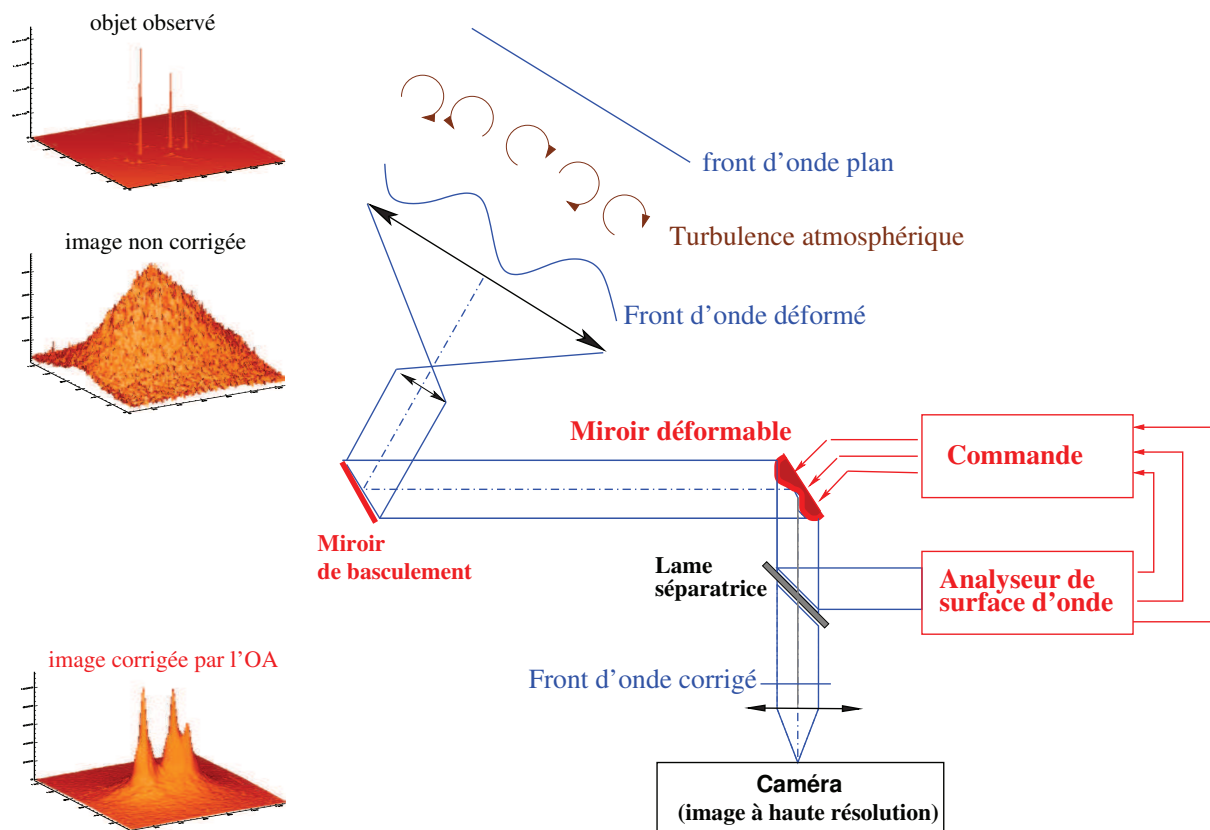 objet observé
front d'onde plan
image non corrigée
Turbulence atmosphérique
Front d'onde déformé
Miroir déformable
Commande
Miroir
de basculement
Lame
séparatrice
Analyseur de
surface d'onde
image corrigée par l'OA
Front d'onde corrigé
Caméra
(image à haute résolution)